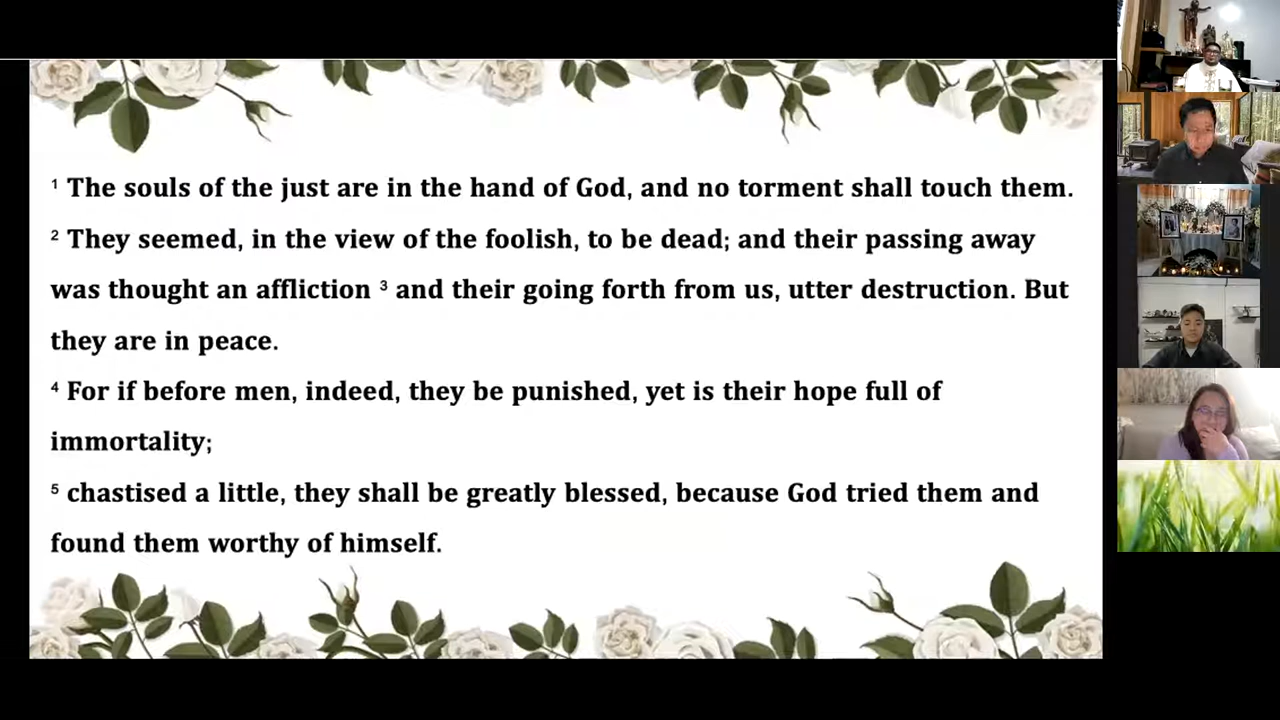 ¹ The souls of the just are in the hand of God, and no torment shall touch them.
² They seemed, in the view of the foolish, to be dead; and their passing away
was thought an affliction ³ and their going forth from us, utter destruction. But
they are in peace.
⁴ For if before men, indeed, they be punished, yet is their hope full of
immortality;
⁵ chastised a little, they shall be greatly blessed, because God tried them and
found them worthy of himself.